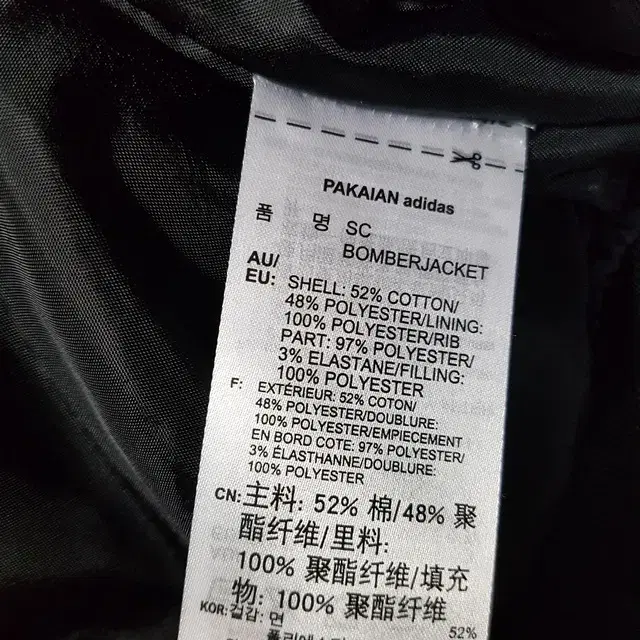 PAKAIAN adidas
품 명 SC
BOMBERJACKET
AU/
EU: SHELL: 52% COTTON/
48% POLYESTER/LINING:
100% POLYESTER/RIB
PART: 97% POLYESTER/
3% ELASTANE/FILLING:
100% POLYESTER
F: EXTÉRIEUR: 52% COTON/
48% POLYESTER/DOUBLURE:
100% POLYESTER/EMPIECEMENT
EN BORD COTE: 97% POLYESTER/
3% ÉLASTHANNE/DOUBLURE:
100% POLYESTER
CN: 主料: 52% 棉/48% 聚
酯纤维/里料:
100% 聚酯纤维/填充
物: 100% 聚酯纤维
KOR: 겉감: 면 52%